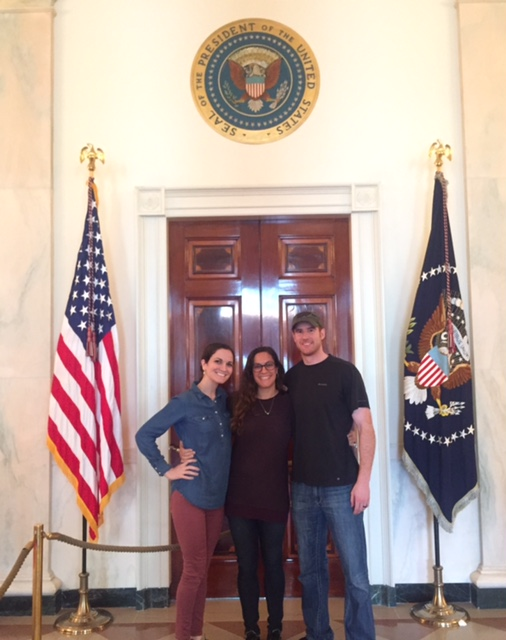 SEAL OF THE PRESIDENT OF THE UNITED STATES